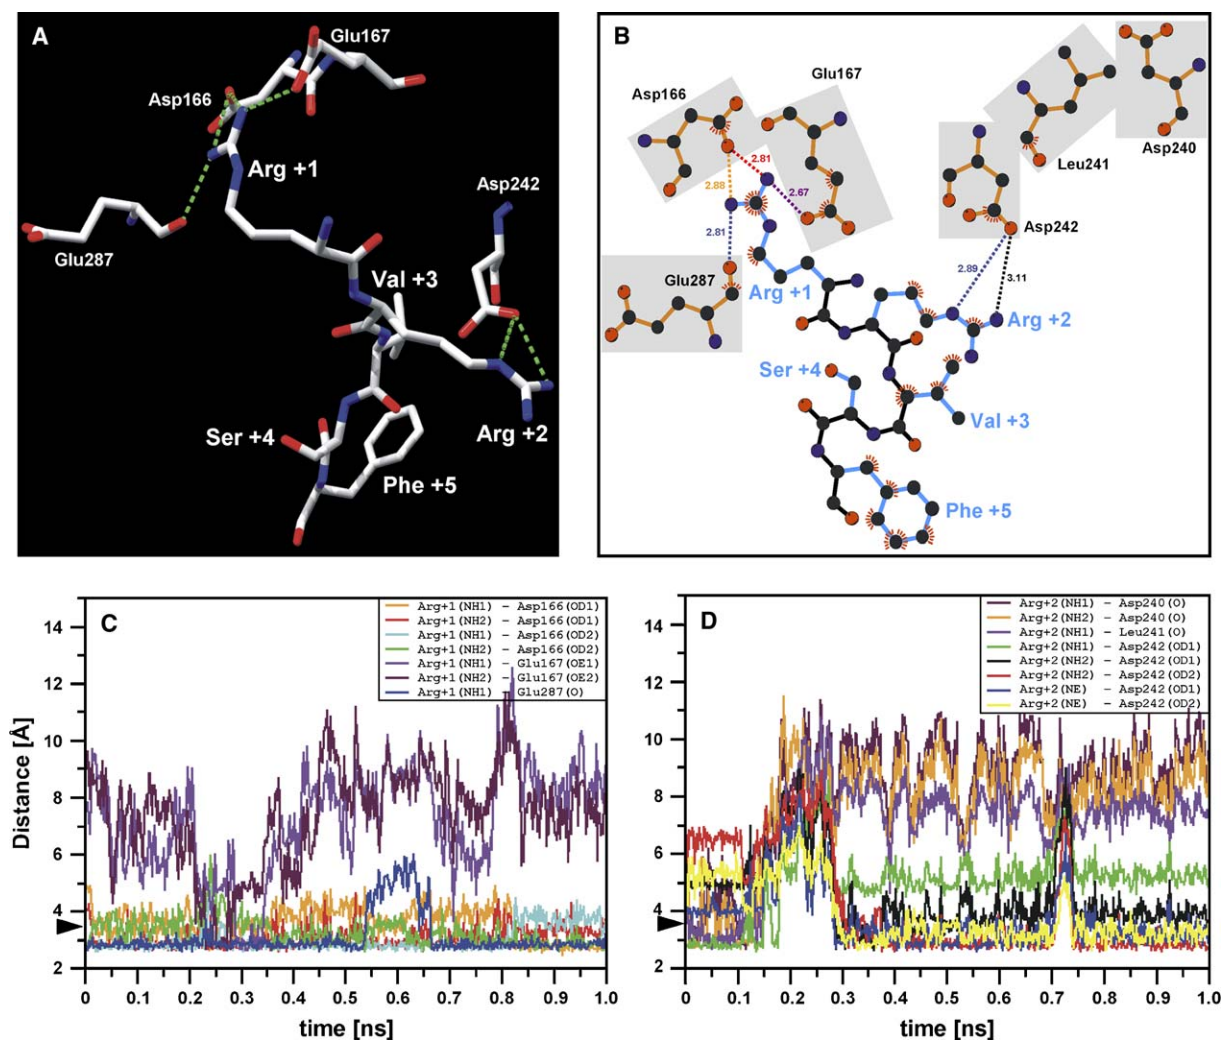 A
Glu167
Asp166
Arg +1
Asp242
Glu287
Val +3
Ser +4
Arg +2
Phe +5
B
Asp240
Glu167
Asp166
Leu241
2.81
2.88
2.67
Asp242
2.81
2.89
3.11
Glu287
Arg +1
Arg +2
Ser +4
Val +3
Phe +5
C
Arg+1(NH1) – Asp166(OD1)
Arg+1(NH2) – Asp166(OD1)
Arg+1(NH1) – Asp166(OD2)
Arg+1(NH2) – Asp166(OD2)
Arg+1(NH1) – Glu167(OE1)
Arg+1(NH2) – Glu167(OE2)
Arg+1(NH1) – Glu287(O)
14
12
10
8
6
4
2
Distance [Å]
0 0.1 0.2 0.3 0.4 0.5 0.6 0.7 0.8 0.9 1.0
time [ns]
D
Arg+2(NH1) – Asp240(O)
Arg+2(NH2) – Asp240(O)
Arg+2(NH1) – Leu241(O)
Arg+2(NH1) – Asp242(OD1)
Arg+2(NH2) – Asp242(OD1)
Arg+2(NH2) – Asp242(OD2)
Arg+2(NE) – Asp242(OD1)
Arg+2(NE) – Asp242(OD2)
14
12
10
8
6
4
2
0 0.1 0.2 0.3 0.4 0.5 0.6 0.7 0.8 0.9 1.0
time [ns]